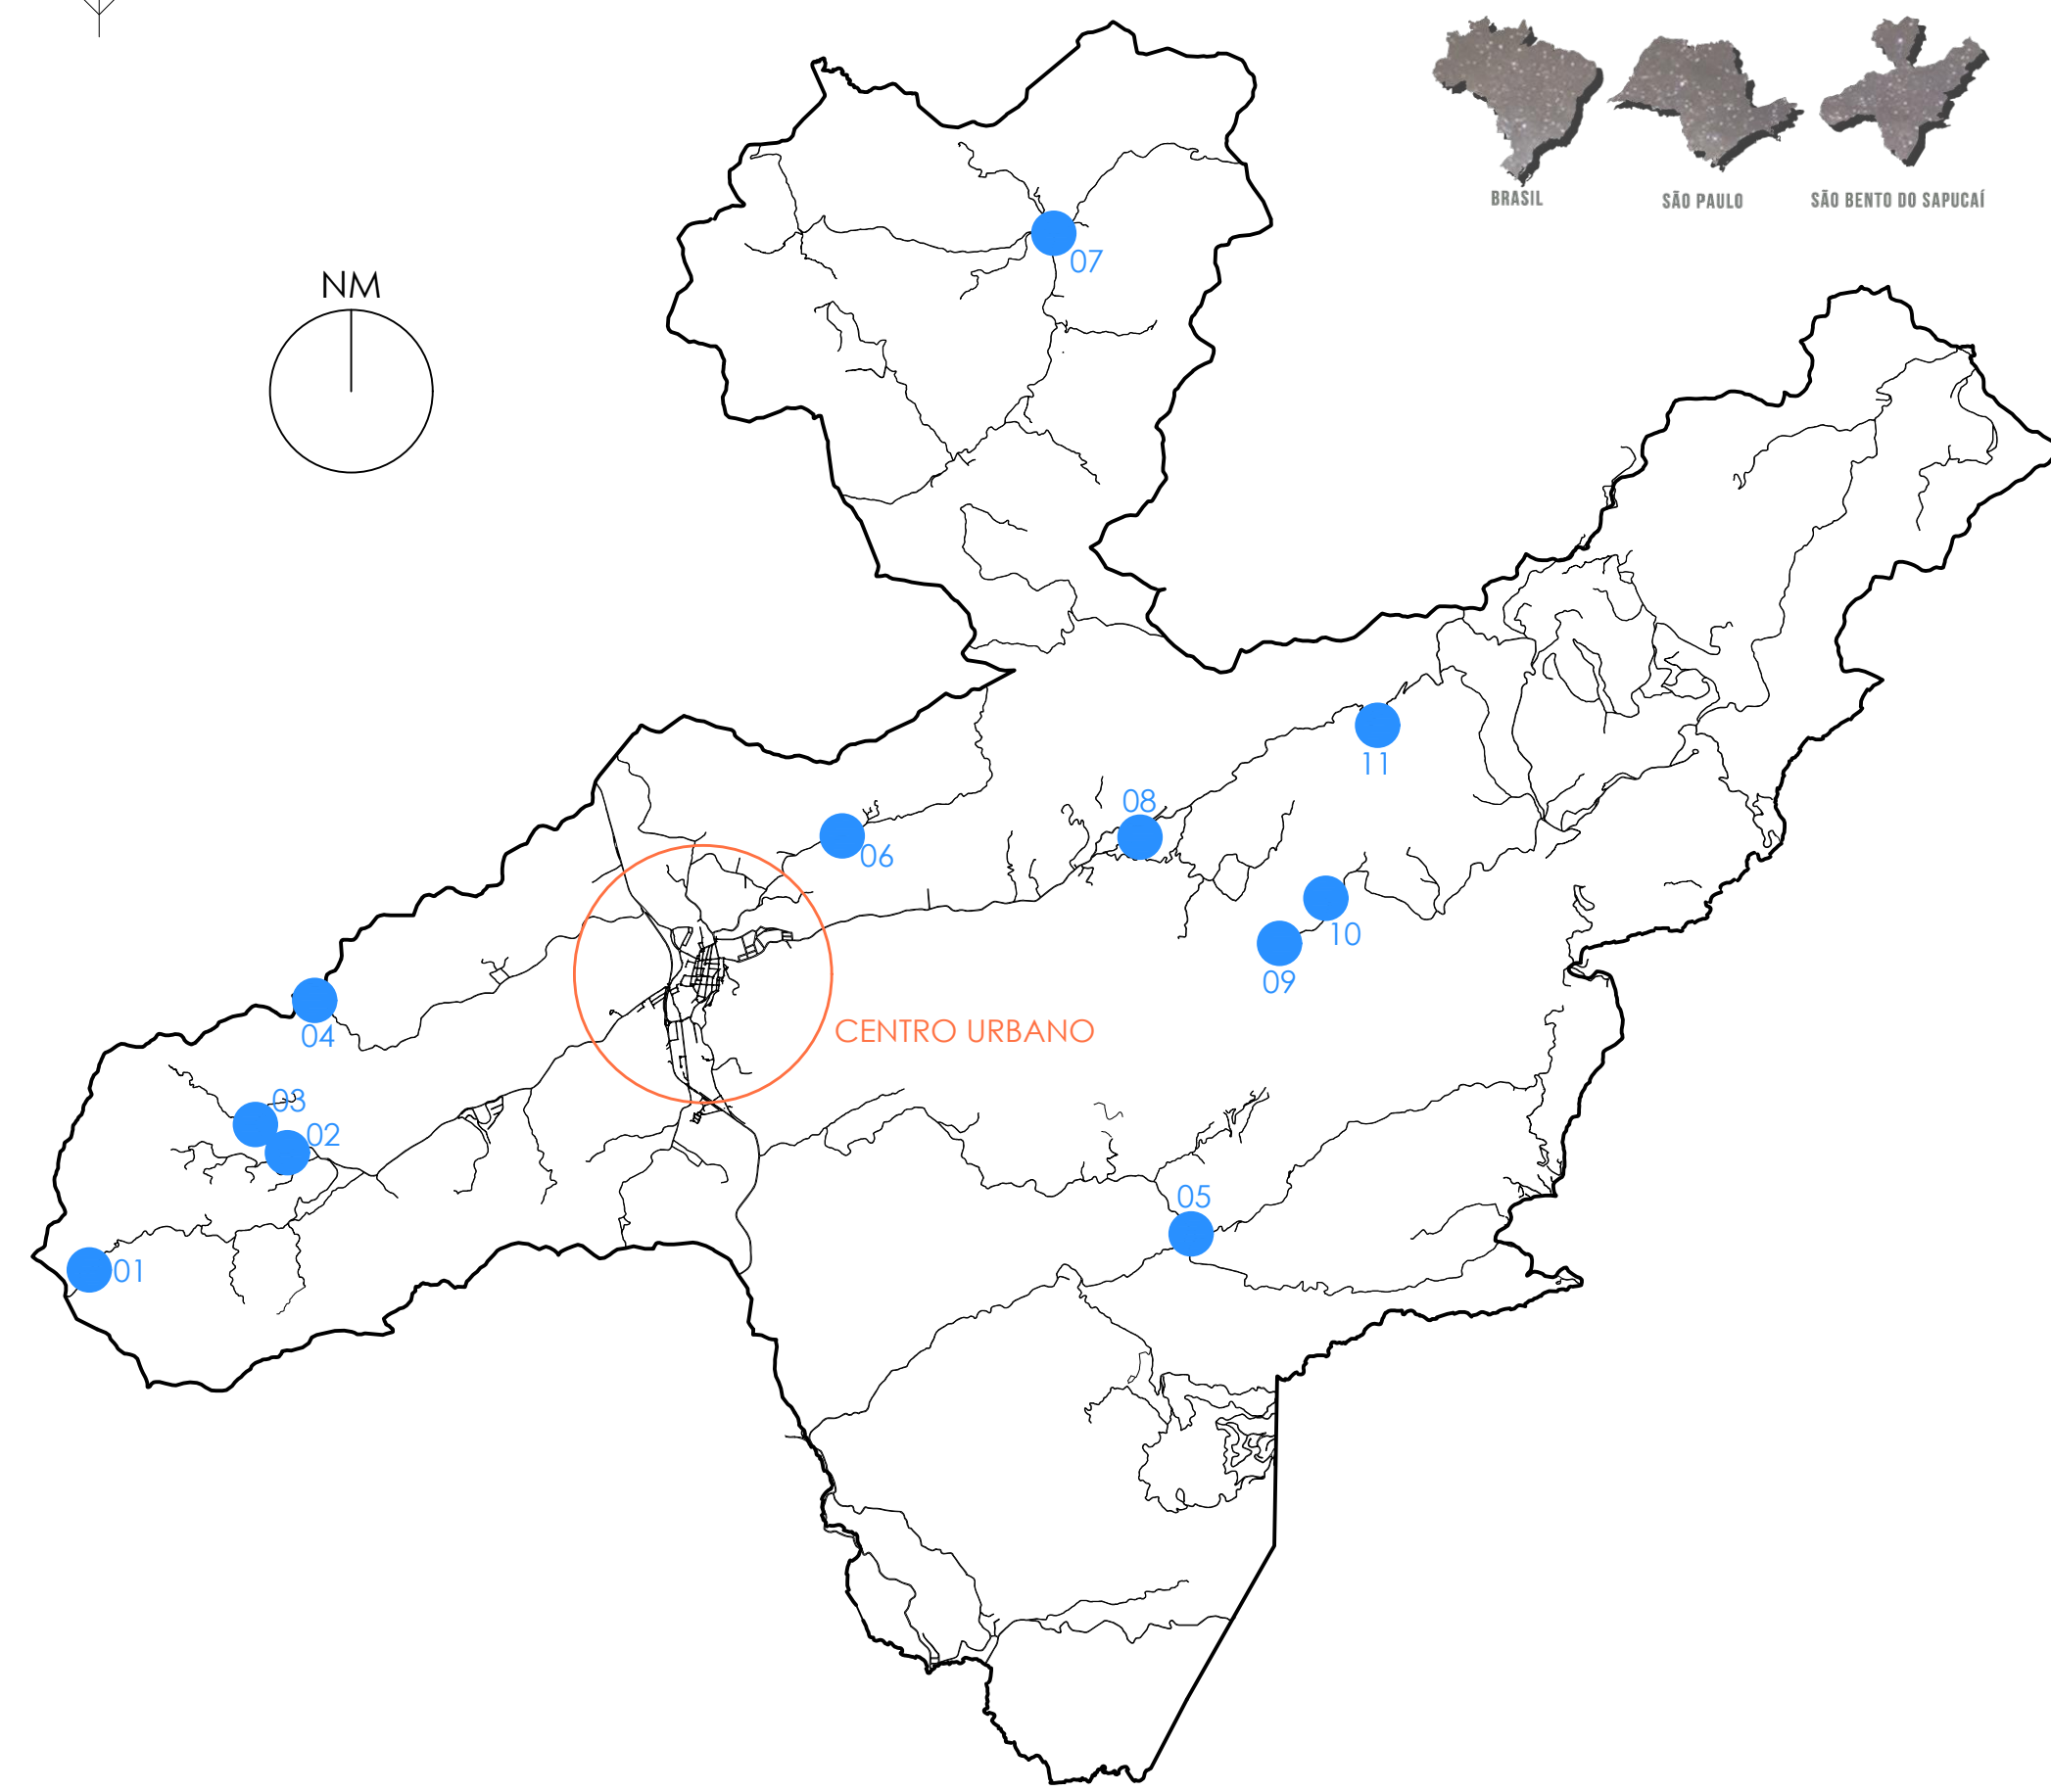 BRASIL
SÃO PAULO
SÃO BENTO DO SAPUCAÍ
NM
07
11
08
06
10
09
04
CENTRO URBANO
03
02
05
01